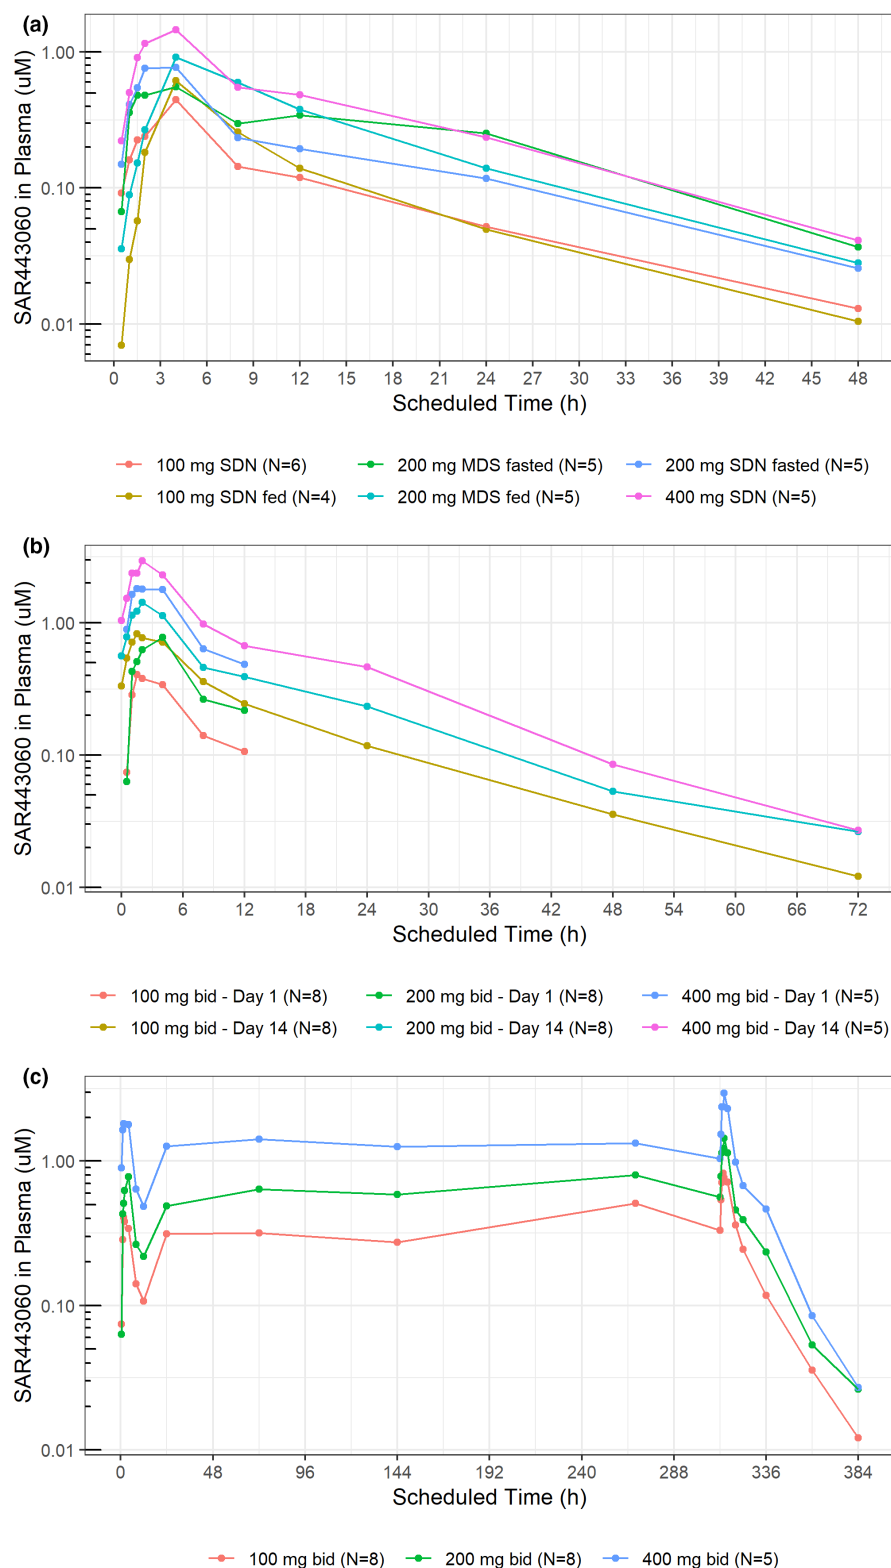 (a)
SAR443060 in Plasma (uM)
1.00
0.10
0.01
0 3 6 9 12 15 18 21 24 27 30 33 36 39 42 45 48
Scheduled Time (h)
100 mg SDN (N=6) 200 mg MDS fasted (N=5) 200 mg SDN fasted (N=5)
100 mg SDN fed (N=4) 200 mg MDS fed (N=5) 400 mg SDN (N=5)
(b)
SAR443060 in Plasma (uM)
1.00
0.10
0.01
0 6 12 18 24 30 36 42 48 54 60 66 72
Scheduled Time (h)
100 mg bid - Day 1 (N=8) 200 mg bid - Day 1 (N=8) 400 mg bid - Day 1 (N=5)
100 mg bid - Day 14 (N=8) 200 mg bid - Day 14 (N=8) 400 mg bid - Day 14 (N=5)
(c)
SAR443060 in Plasma (uM)
1.00
0.10
0.01
0 48 96 144 192 240 288 336 384
Scheduled Time (h)
100 mg bid (N=8) 200 mg bid (N=8) 400 mg bid (N=5)